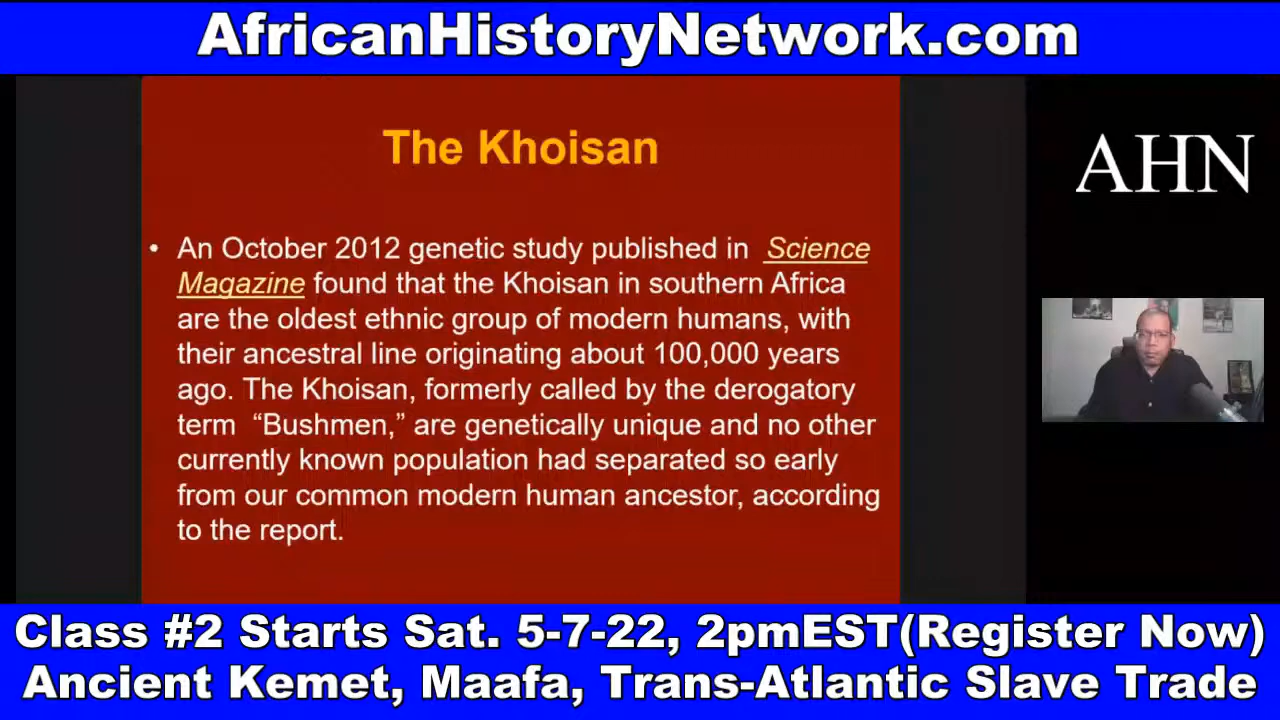 AfricanHistoryNetwork.com
The Khoisan
AHN
• An October 2012 genetic study published in Science
Magazine found that the Khoisan in southern Africa
are the oldest ethnic group of modern humans, with
their ancestral line originating about 100,000 years
ago. The Khoisan, formerly called by the derogatory
term “Bushmen,” are genetically unique and no other
currently known population had separated so early
from our common modern human ancestor, according
to the report.
Class #2 Starts Sat. 5-7-22, 2pmEST(Register Now)
Ancient Kemet, Maafa, Trans-Atlantic Slave Trade